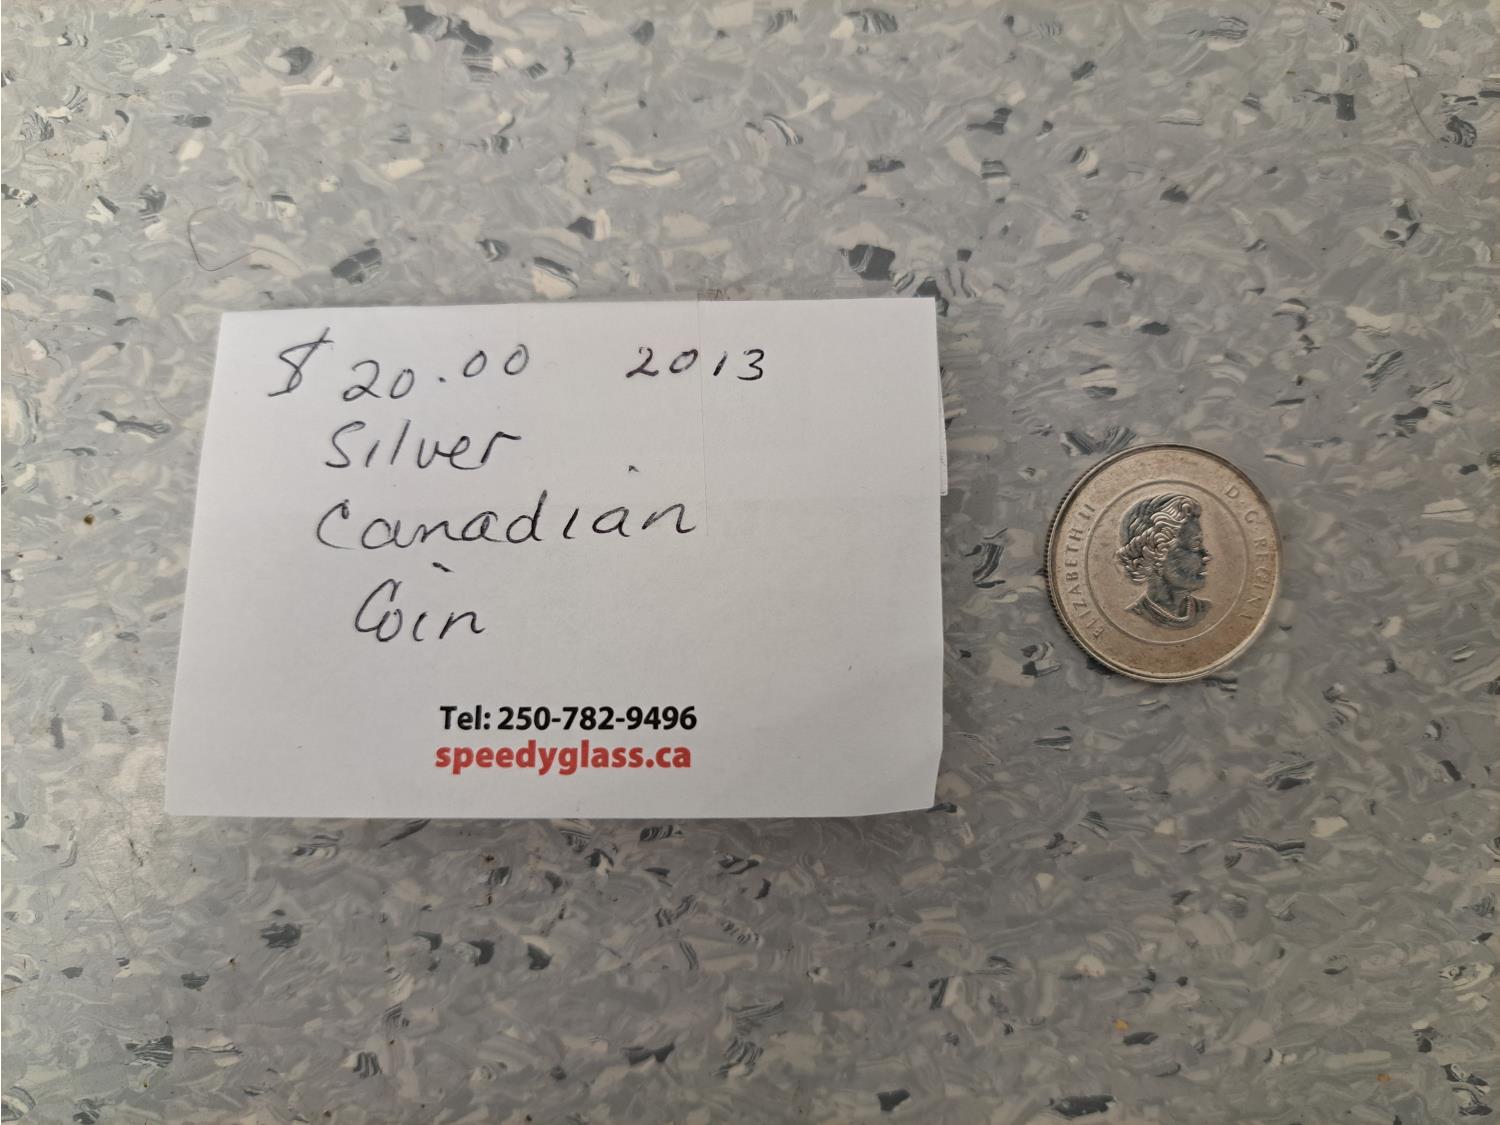 $ 20.00 2013
Silver
Canadian
Coin
Tel: 250-782-9496
speedyglass.ca
ELIZABETH II D·G·REGINA